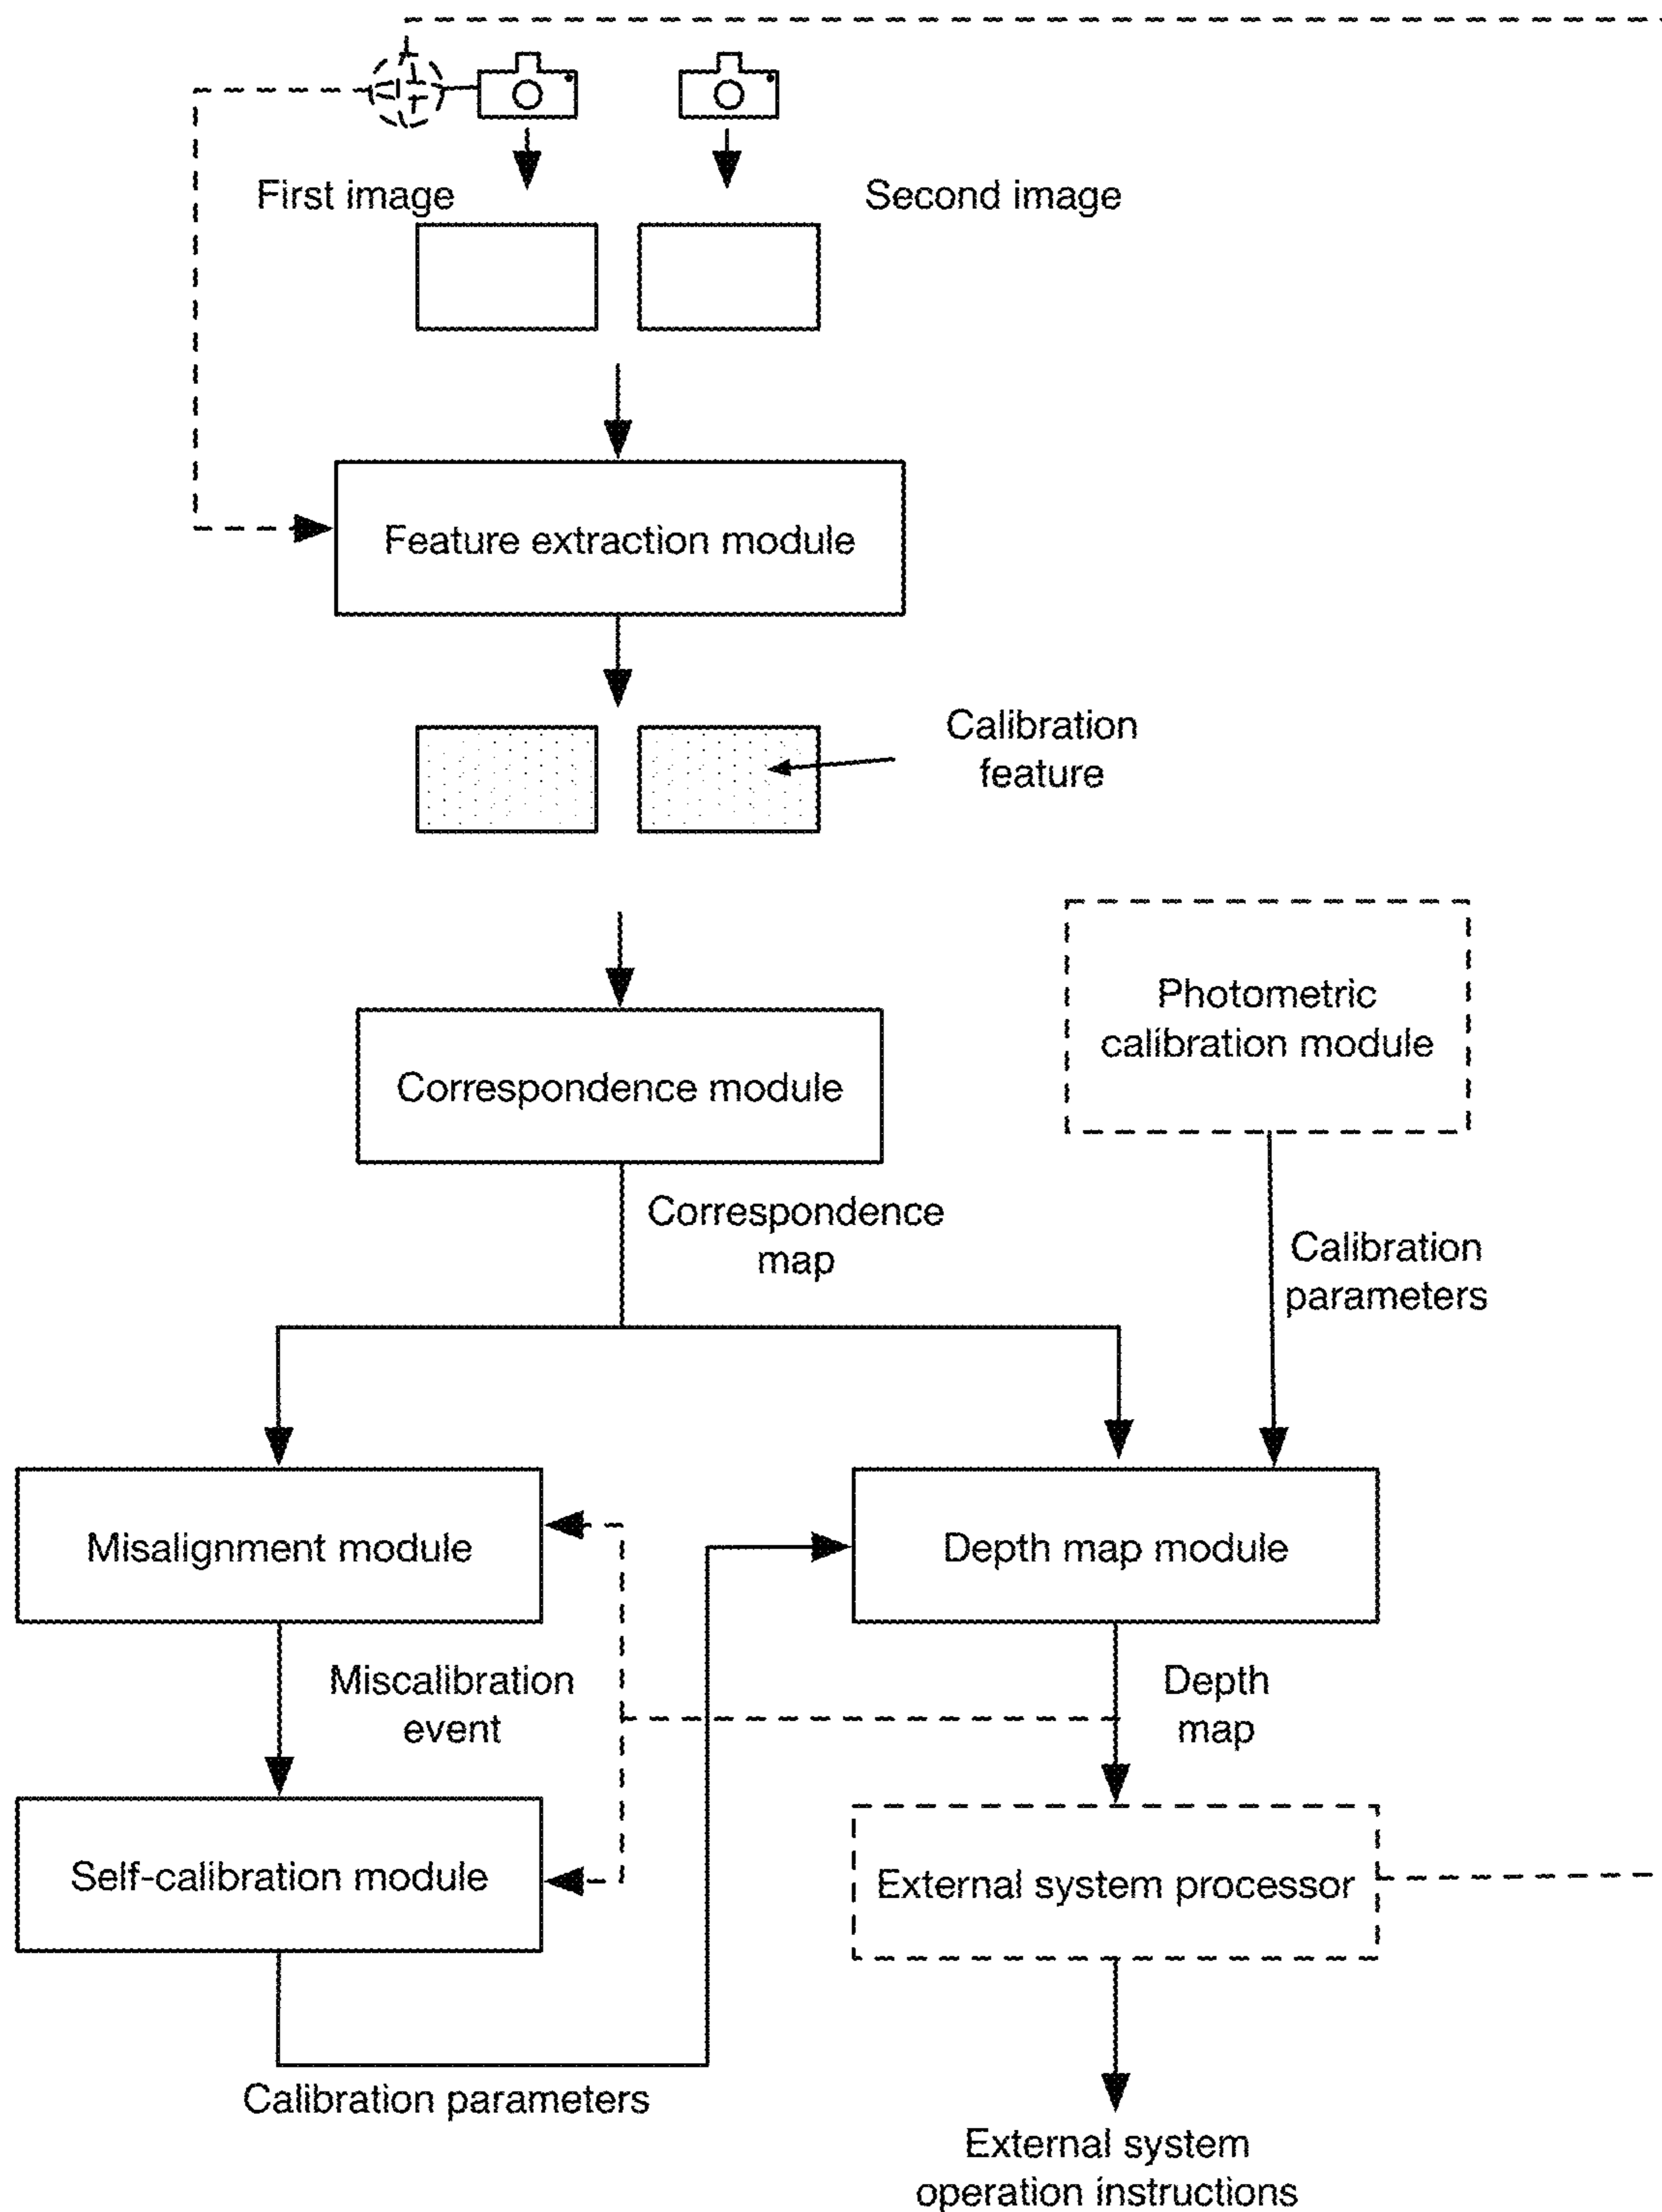 First image
Second image
Feature extraction module
Calibration
feature
Photometric
calibration module
Correspondence module
Correspondence
map
Calibration
parameters
Misalignment module
Depth map module
Miscalibration
event
Depth
map
Self-calibration module
External system processor
Calibration parameters
External system
operation instructions